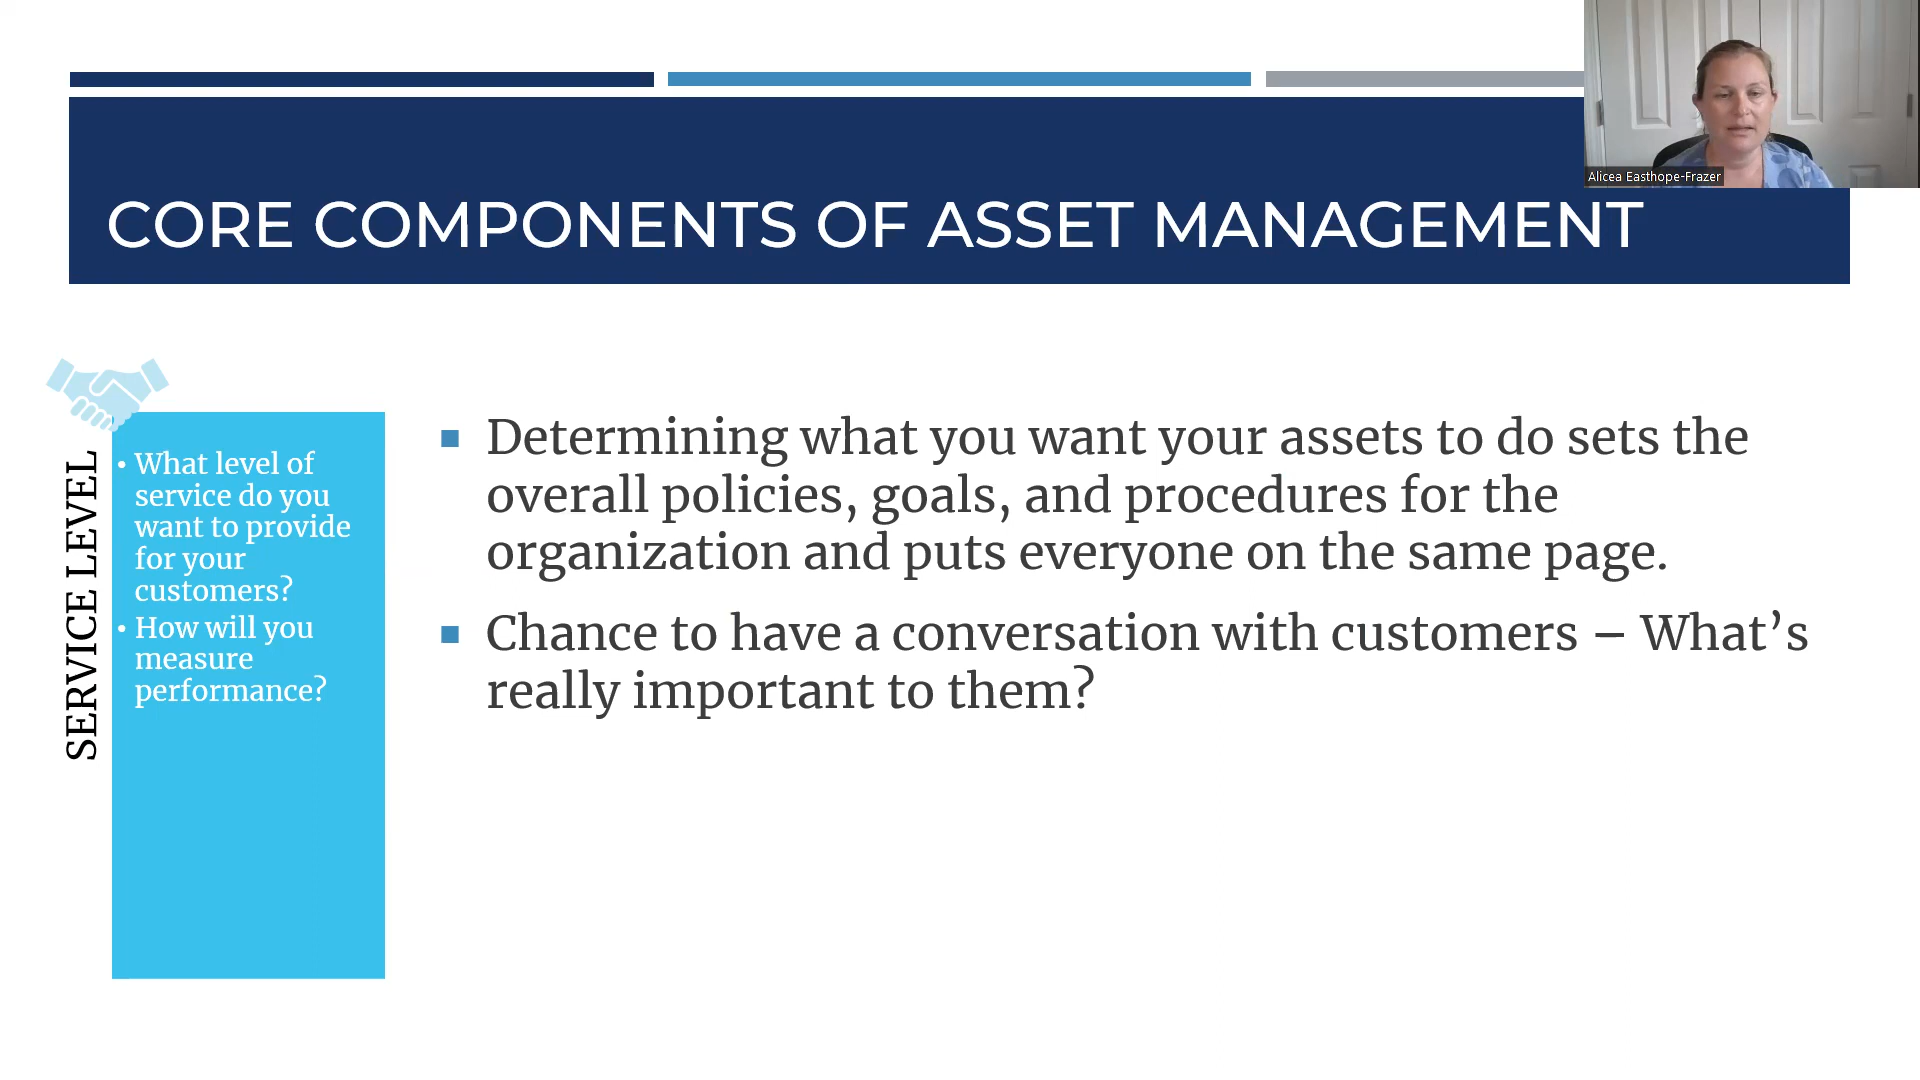 Alicea Easthope-Frazer
CORE COMPONENTS OF ASSET MANAGEMENT
SERVICE LEVEL
• What level of
service do you
want to provide
for your
customers?
• How will you
measure
performance?
▪ Determining what you want your assets to do sets the
overall policies, goals, and procedures for the
organization and puts everyone on the same page.
▪ Chance to have a conversation with customers – What’s
really important to them?